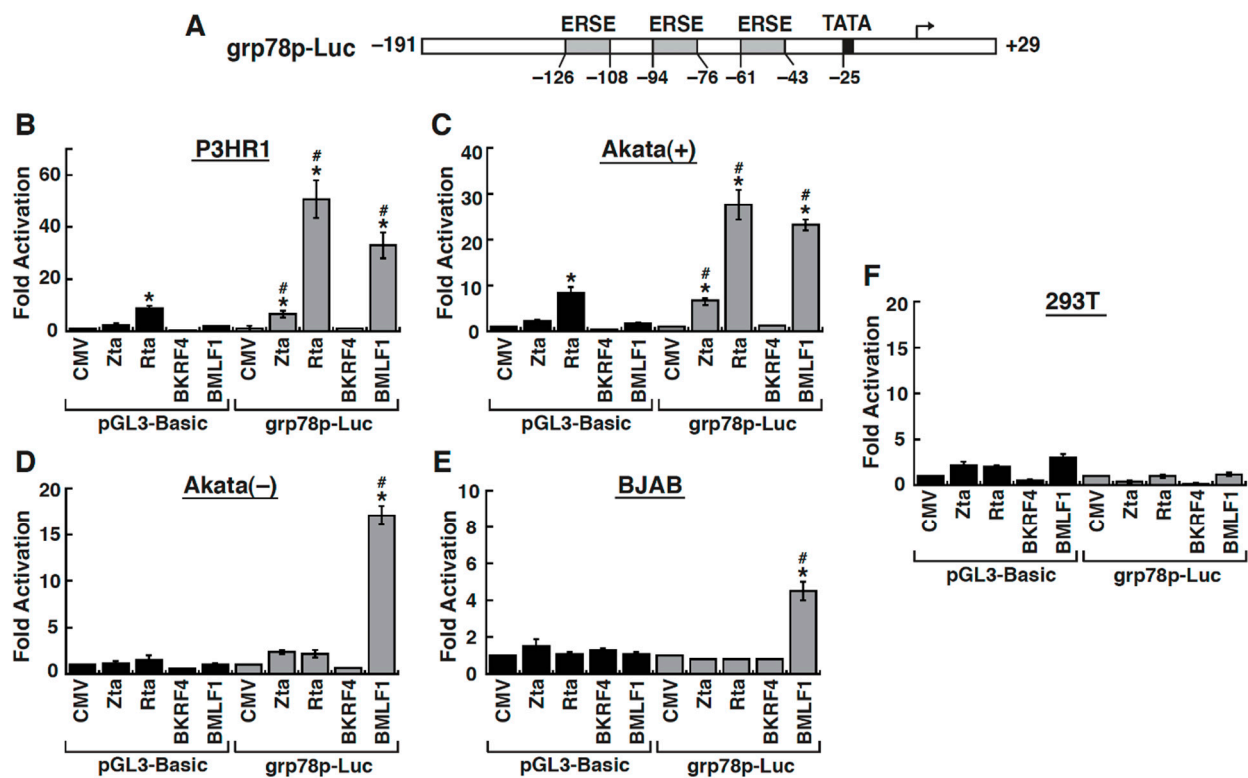 A
ERSE ERSE ERSE TATA
grp78p-Luc −191 +29
−126 −108 −94 −76 −61 −43 −25
B
P3HR1
Fold Activation
60
40
20
0
# * # * # * *
CMV Zta Rta BKRF4 BMLF1 CMV Zta Rta BKRF4 BMLF1
pGL3-Basic grp78p-Luc
C
Akata(+)
Fold Activation
40
30
20
10
0
* # * # * # *
CMV Zta Rta BKRF4 BMLF1 CMV Zta Rta BKRF4 BMLF1
pGL3-Basic grp78p-Luc
D
Akata(−)
Fold Activation
20
15
10
5
0
# *
CMV Zta Rta BKRF4 BMLF1 CMV Zta Rta BKRF4 BMLF1
pGL3-Basic grp78p-Luc
E
BJAB
Fold Activation
10
8
6
4
2
0
# *
CMV Zta Rta BKRF4 BMLF1 CMV Zta Rta BKRF4 BMLF1
pGL3-Basic grp78p-Luc
F
293T
Fold Activation
20
15
10
5
0
CMV Zta Rta BKRF4 BMLF1 CMV Zta Rta BKRF4 BMLF1
pGL3-Basic grp78p-Luc